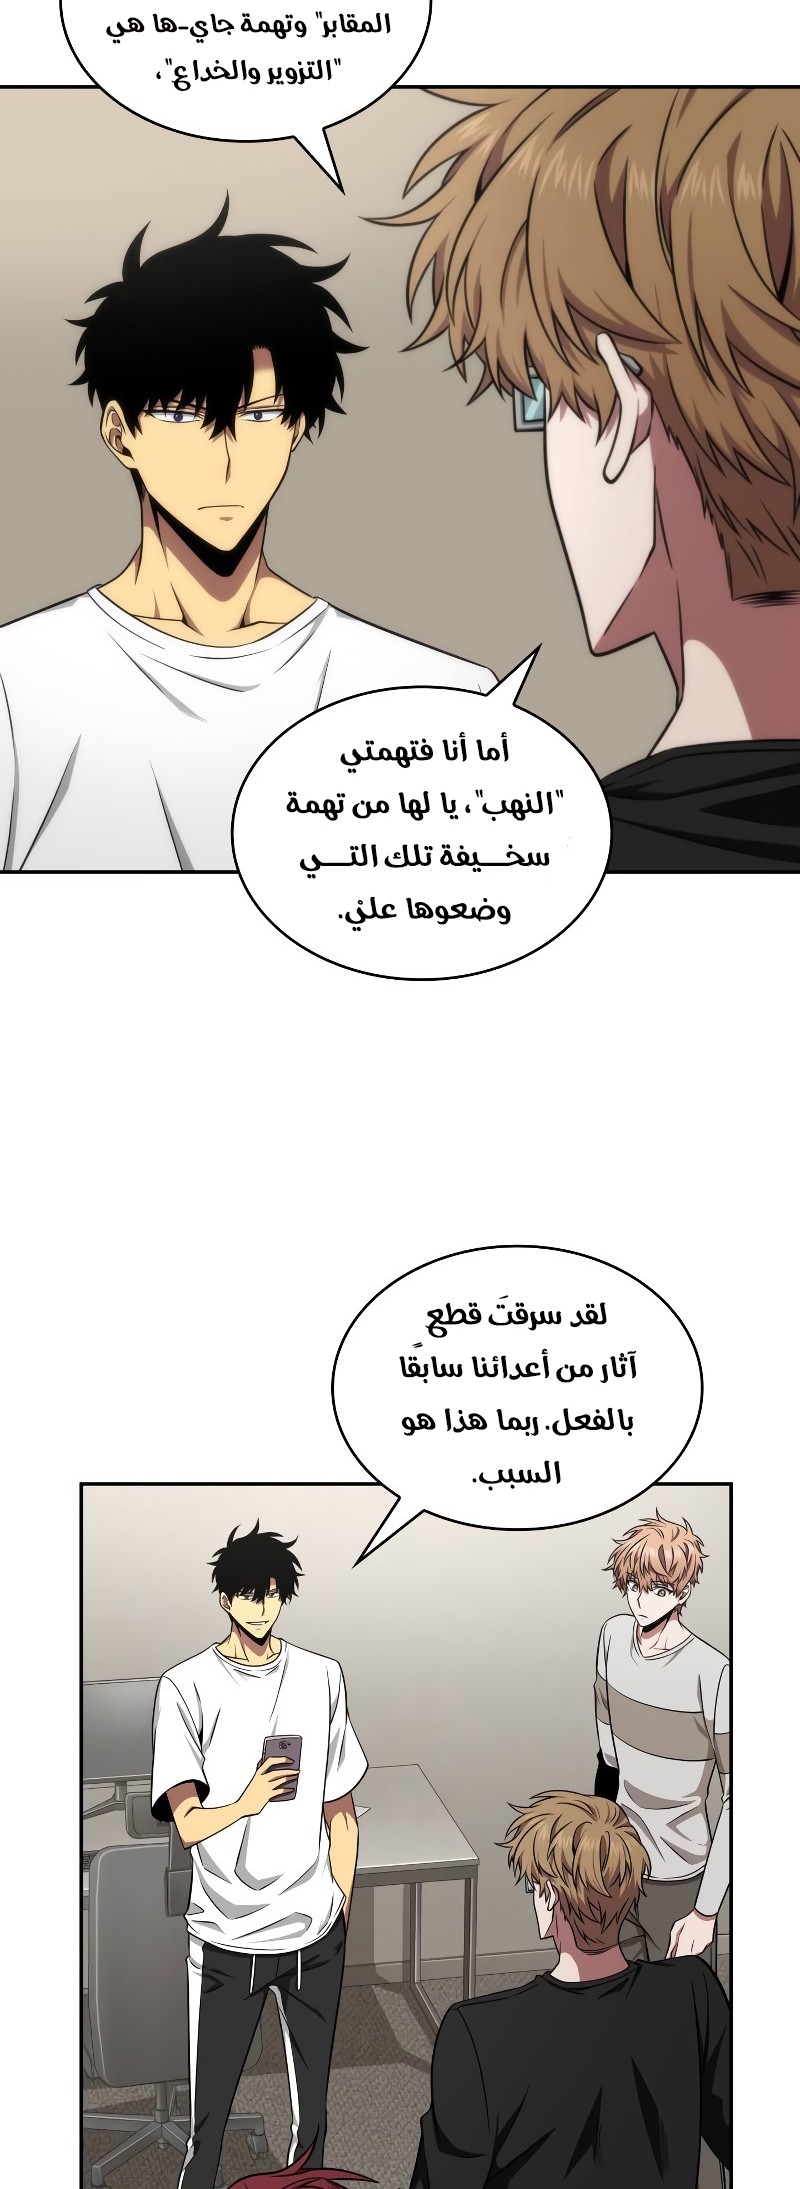 المقابر" وتهمة جاي-ها هي
"التزوير والخداع"،
أما أنا فتهمتي
"النهب"، يا لها من تهمة
سخـــيفة تلك التـــي
وضعوها عليْ.
لقد سرقتَ قطع
آثار من أعدائنا سابقًا
بالفعل. ربما هذا هو
السبب.